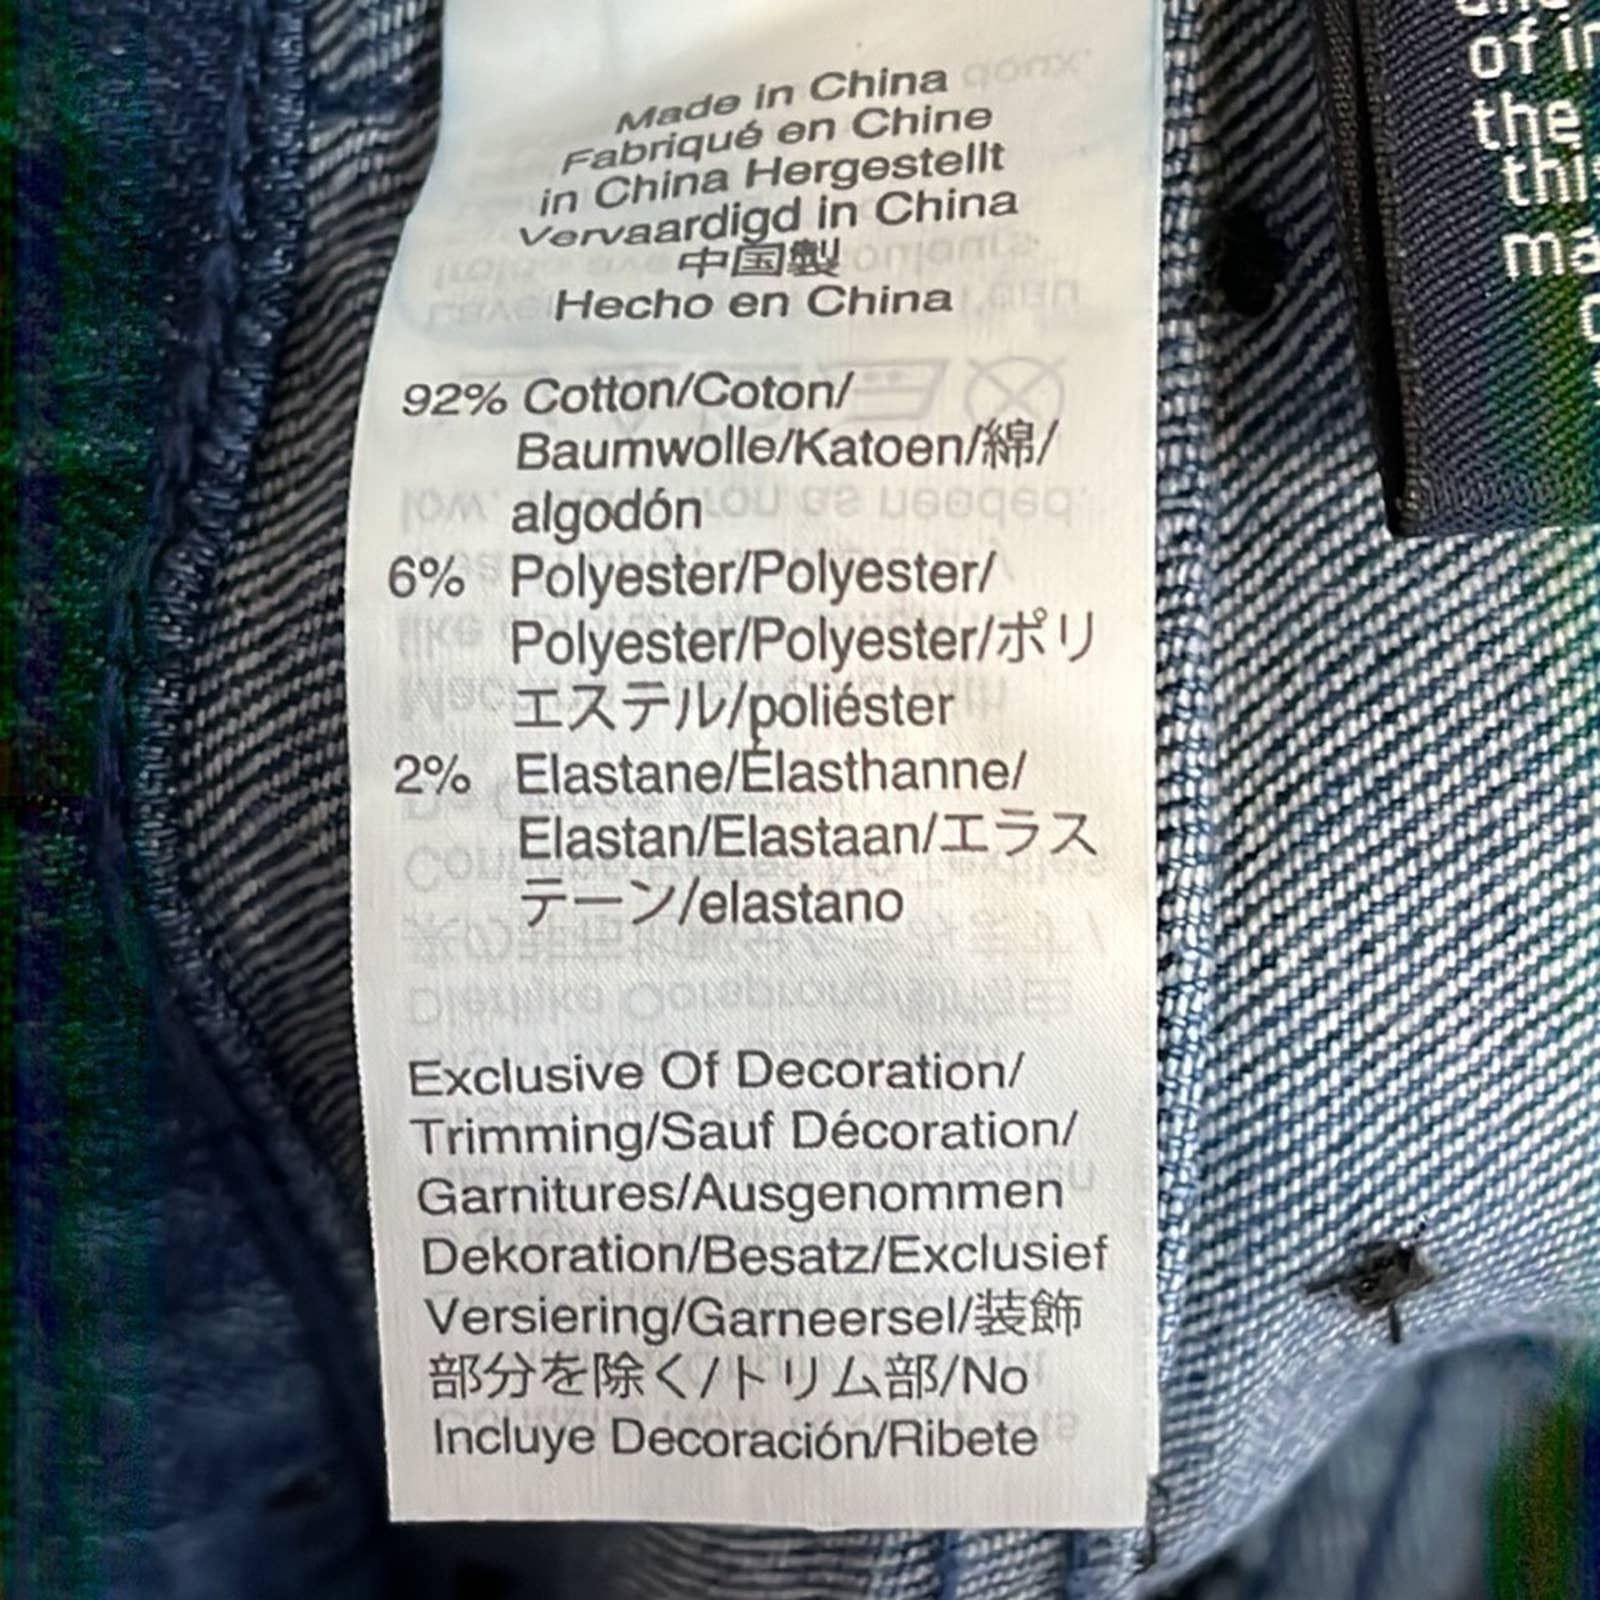 Made in China
Fabriqué en Chine
in China Hergestellt
Vervaardigd in China
中国製
Hecho en China
92% Cotton/Coton/
Baumwolle/Katoen/綿/
algodón
6% Polyester/Polyester/
Polyester/Polyester/ポリ
エステル/poliéster
2% Elastane/Élasthanne/
Elastan/Elastaan/エラス
テーン/elastano
Exclusive Of Decoration/
Trimming/Sauf Décoration/
Garnitures/Ausgenommen
Dekoration/Besatz/Exclusief
Versiering/Garneersel/装飾
部分を除く/トリム部/No
Incluye Decoración/Ribete
of
the